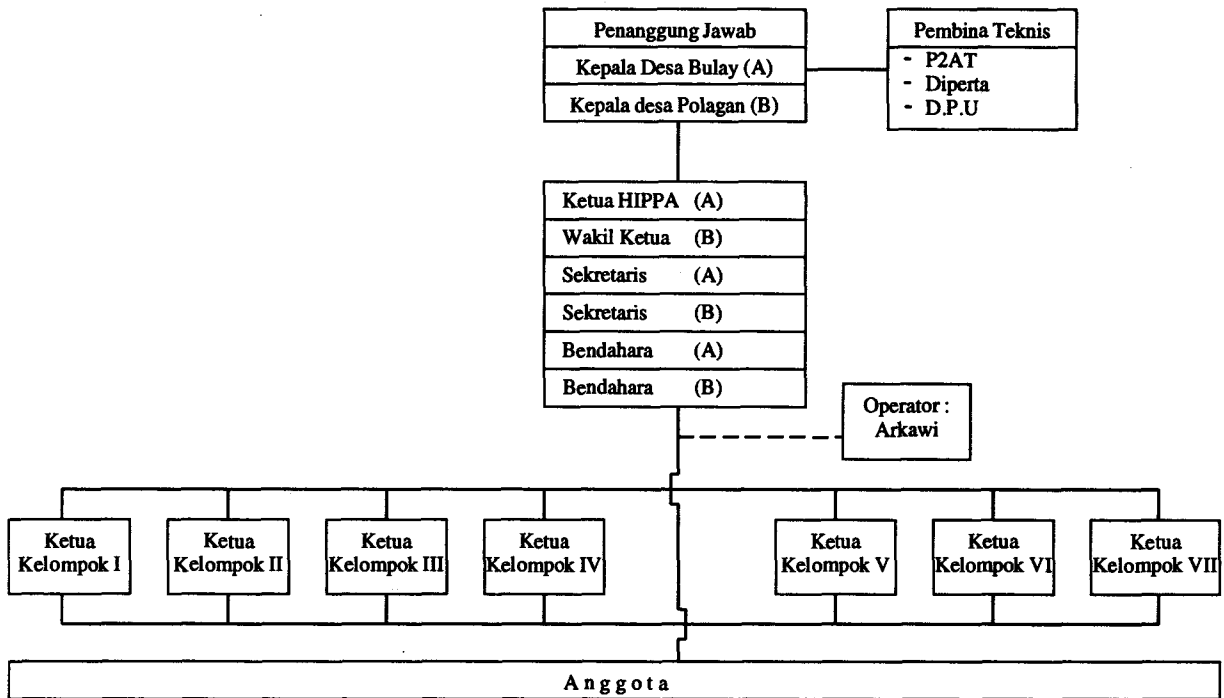 Penanggung Jawab
Kepala Desa Bulay (A)
Kepala desa Polagan (B)
Pembina Teknis
- P2AT
- Diperta
- D.P.U
Ketua HIPPA (A)
Wakil Ketua (B)
Sekretaris (A)
Sekretaris (B)
Bendahara (A)
Bendahara (B)
Operator :
Arkawi
Ketua
Kelompok I
Ketua
Kelompok II
Ketua
Kelompok III
Ketua
Kelompok IV
Ketua
Kelompok V
Ketua
Kelompok VI
Ketua
Kelompok VII
A n g g o t a